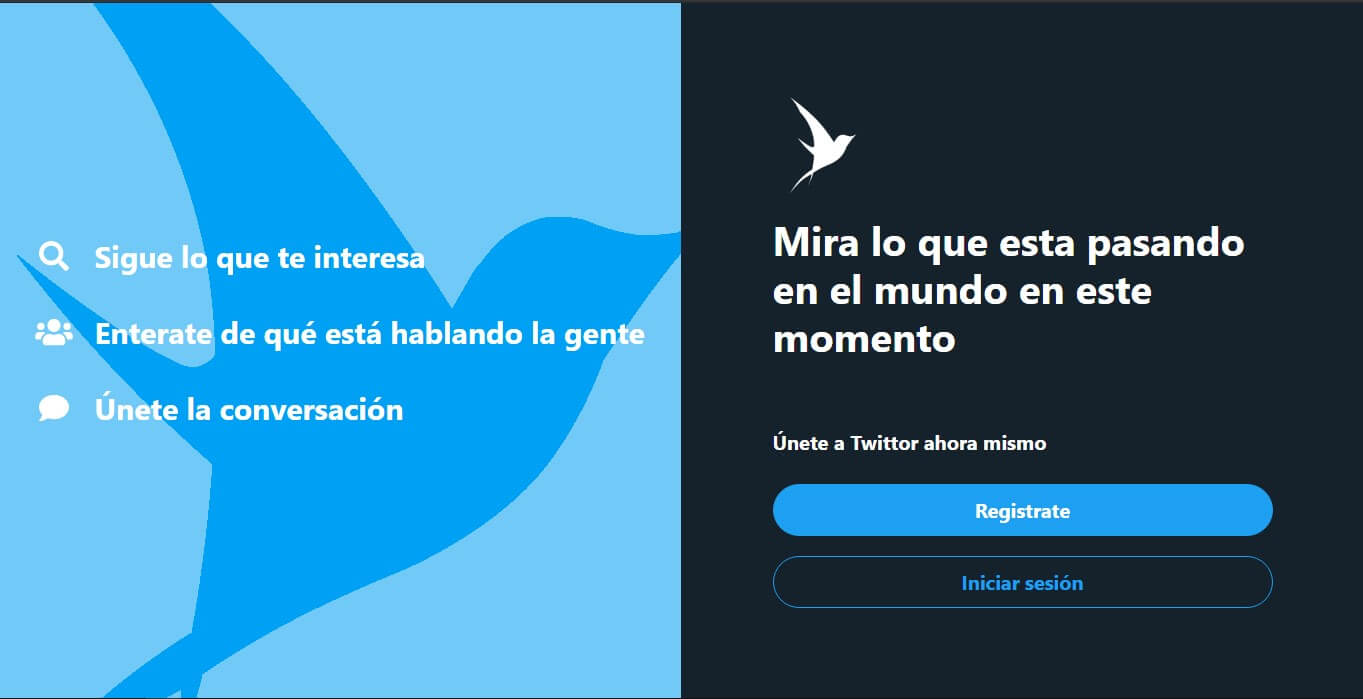 Sigue lo que te interesa
Enterate de qué está hablando la gente
Únete la conversación
Mira lo que esta pasando
en el mundo en este
momento
Únete a Twittor ahora mismo
Registrate
Iniciar sesión